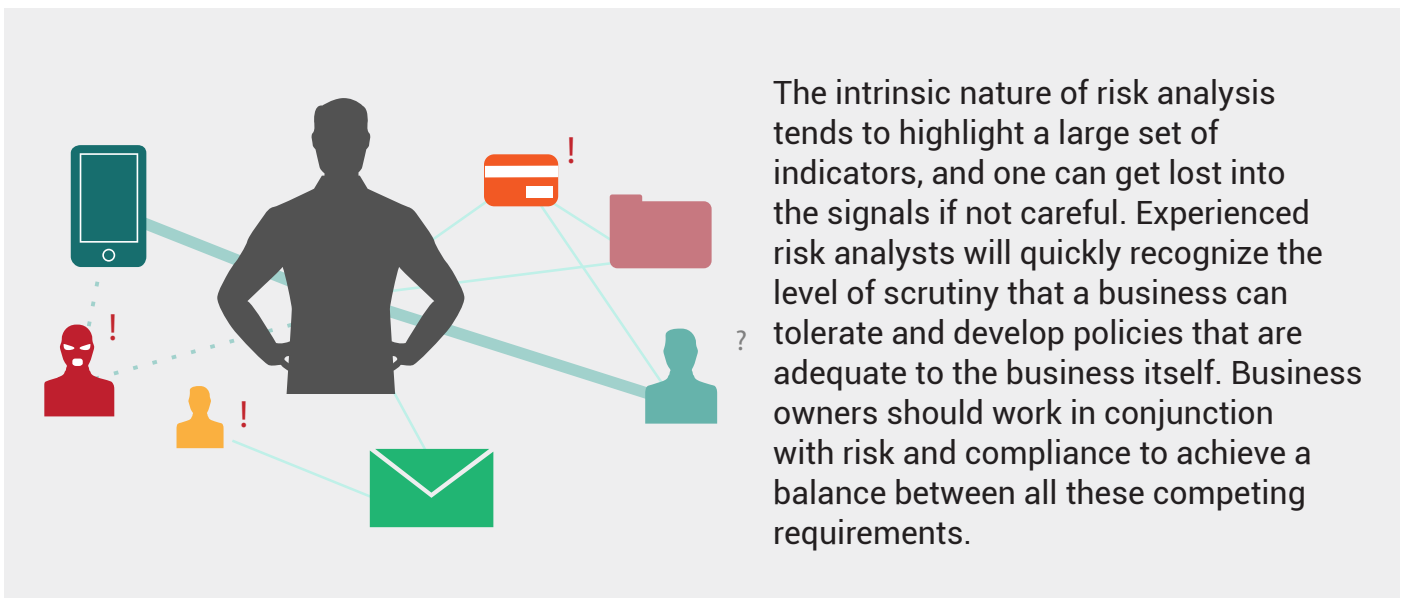 The intrinsic nature of risk analysis
tends to highlight a large set of
indicators, and one can get lost into
the signals if not careful. Experienced
risk analysts will quickly recognize the
level of scrutiny that a business can
tolerate and develop policies that are
adequate to the business itself. Business
owners should work in conjunction
with risk and compliance to achieve a
balance between all these competing
requirements.
!
!
!
?